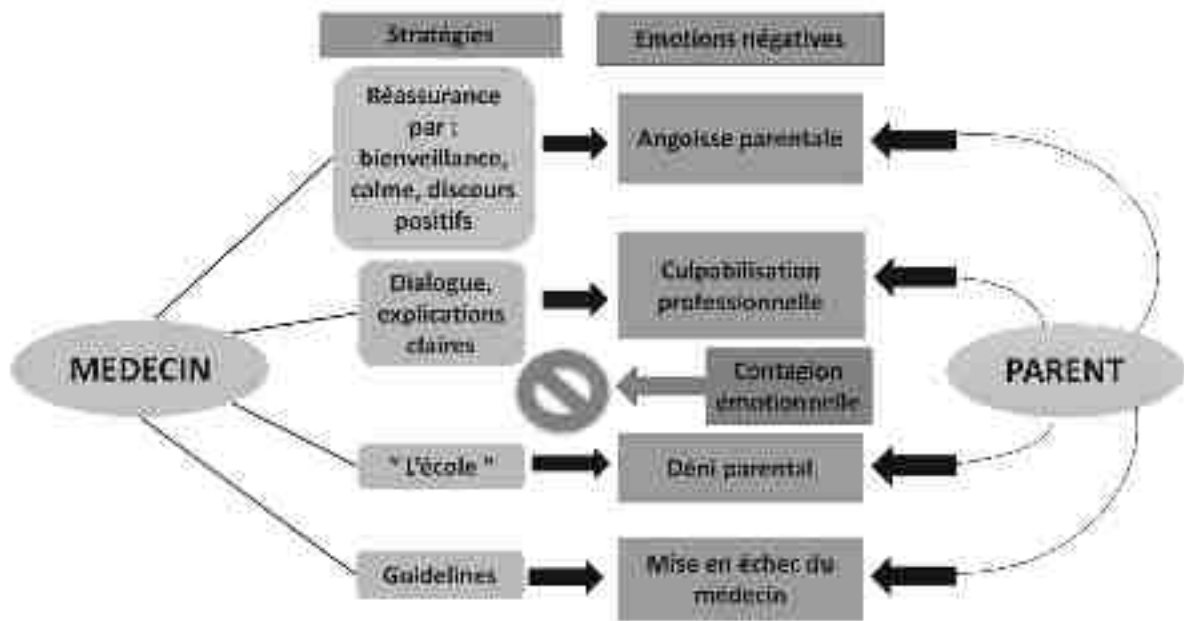 Stratégies
Emotions négatives
Réassurance
par :
bienveillance,
calme, discours
positifs
Angoisse parentale
Dialogue,
explications
claires
Culpabilisation
professionnelle
MEDECIN
Contagion
émotionnelle
PARENT
" L'école "
Déni parental
Guidelines
Mise en échec du
médecin